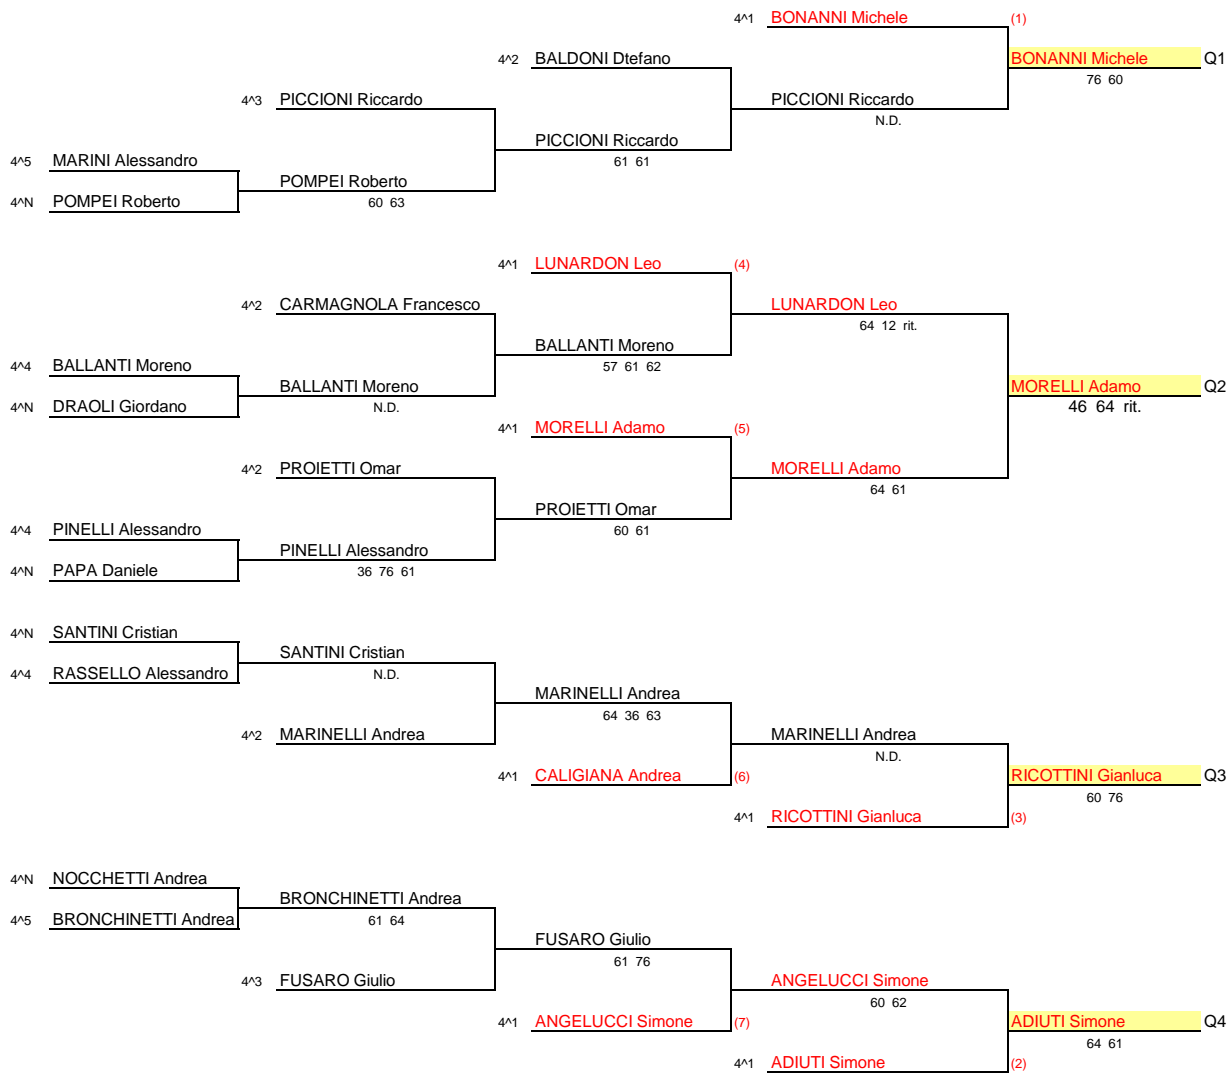 4^1 BONANNI Michele (1)
4^2 BALDONI Dtefano BONANNI Michele Q1
76 60
4^3 PICCIONI Riccardo PICCIONI Riccardo
N.D.
PICCIONI Riccardo
4^5 MARINI Alessandro 61 61
POMPEI Roberto
4^N POMPEI Roberto 60 63
4^1 LUNARDON Leo (4)
4^2 CARMAGNOLA Francesco LUNARDON Leo
64 12 rit.
BALLANTI Moreno
4^4 BALLANTI Moreno 57 61 62
BALLANTI Moreno MORELLI Adamo Q2
4^N DRAOLI Giordano N.D. 46 64 rit.
4^1 MORELLI Adamo (5)
4^2 PROIETTI Omar MORELLI Adamo
64 61
PROIETTI Omar
4^4 PINELLI Alessandro 60 61
PINELLI Alessandro
4^N PAPA Daniele 36 76 61
4^N SANTINI Cristian
SANTINI Cristian
4^4 RASSELLO Alessandro N.D.
MARINELLI Andrea
64 36 63
4^2 MARINELLI Andrea MARINELLI Andrea
N.D.
4^1 CALIGIANA Andrea (6) RICOTTINI Gianluca Q3
60 76
4^1 RICOTTINI Gianluca (3)
4^N NOCCHETTI Andrea
BRONCHINETTI Andrea
4^5 BRONCHINETTI Andrea 61 64
FUSARO Giulio
61 76
4^3 FUSARO Giulio ANGELUCCI Simone
60 62
4^1 ANGELUCCI Simone (7) ADIUTI Simone Q4
64 61
4^1 ADIUTI Simone (2)